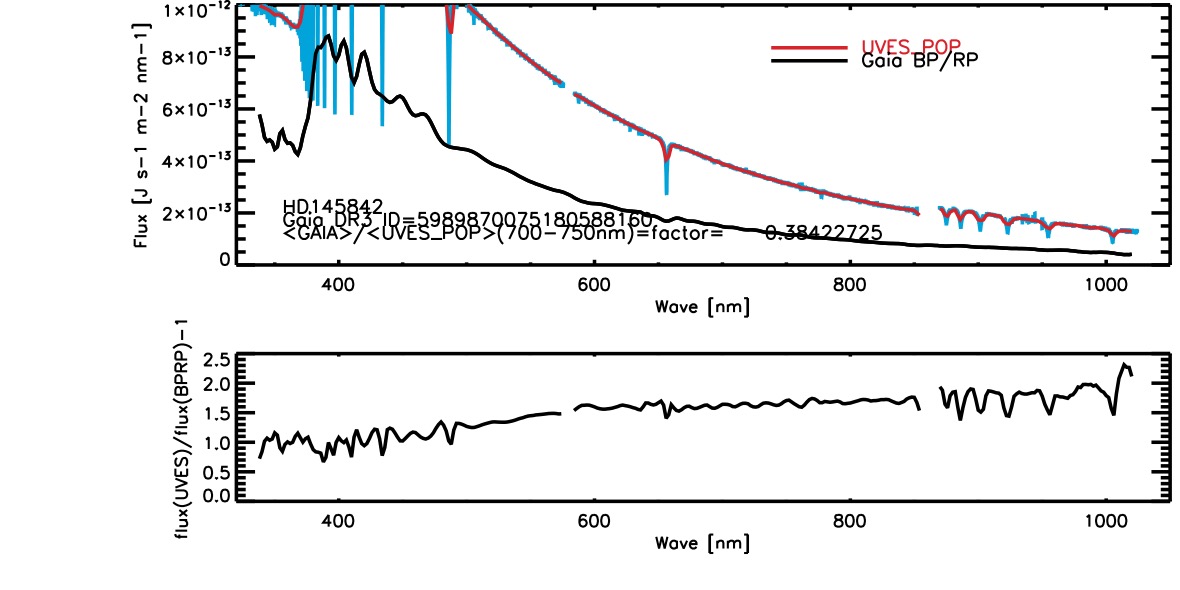 1×10−12
8×10−13
6×10−13
4×10−13
2×10−13
0
Flux [J s−1 m−2 nm−1]
UVES_POP
Gaia BP/RP
HD145842
Gaia DR3 ID=5989870075180588160
<GAIA>/<UVES_POP>(700−750nm)=factor= 0.38422725
400 600 800 1000
Wave [nm]
flux(UVES)/flux(BPRP)−1
2.5
2.0
1.5
1.0
0.5
0.0
400 600 800 1000
Wave [nm]